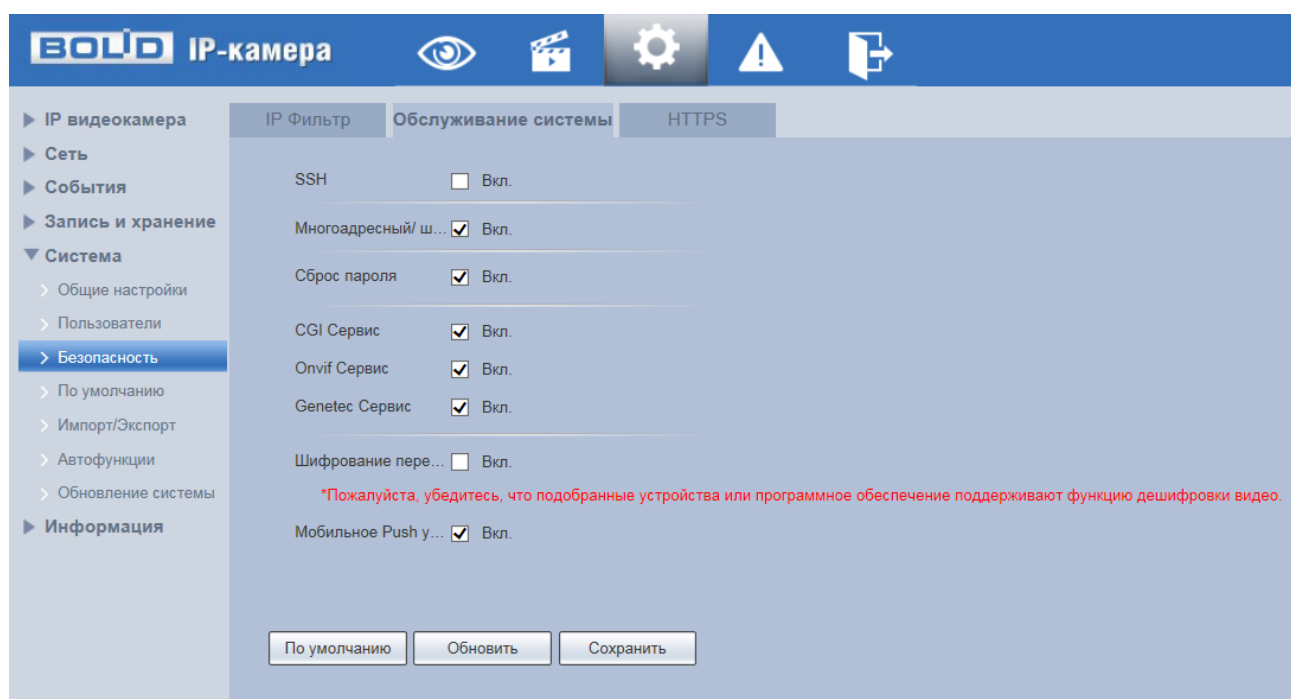 BOLID IP-камера
IP видеокамера
Сеть
События
Запись и хранение
Система
Общие настройки
Пользователи
Безопасность
По умолчанию
Импорт/Экспорт
Автофункции
Обновление системы
Информация
IP Фильтр Обслуживание системы HTTPS
SSH Вкл.
Многоадресный/ ш... Вкл.
Сброс пароля Вкл.
CGI Сервис Вкл.
Onvif Сервис Вкл.
Genetec Сервис Вкл.
Шифрование пере... Вкл.
*Пожалуйста, убедитесь, что подобранные устройства или программное обеспечение поддерживают функцию дешифровки видео.
Мобильное Push у... Вкл.
По умолчанию Обновить Сохранить